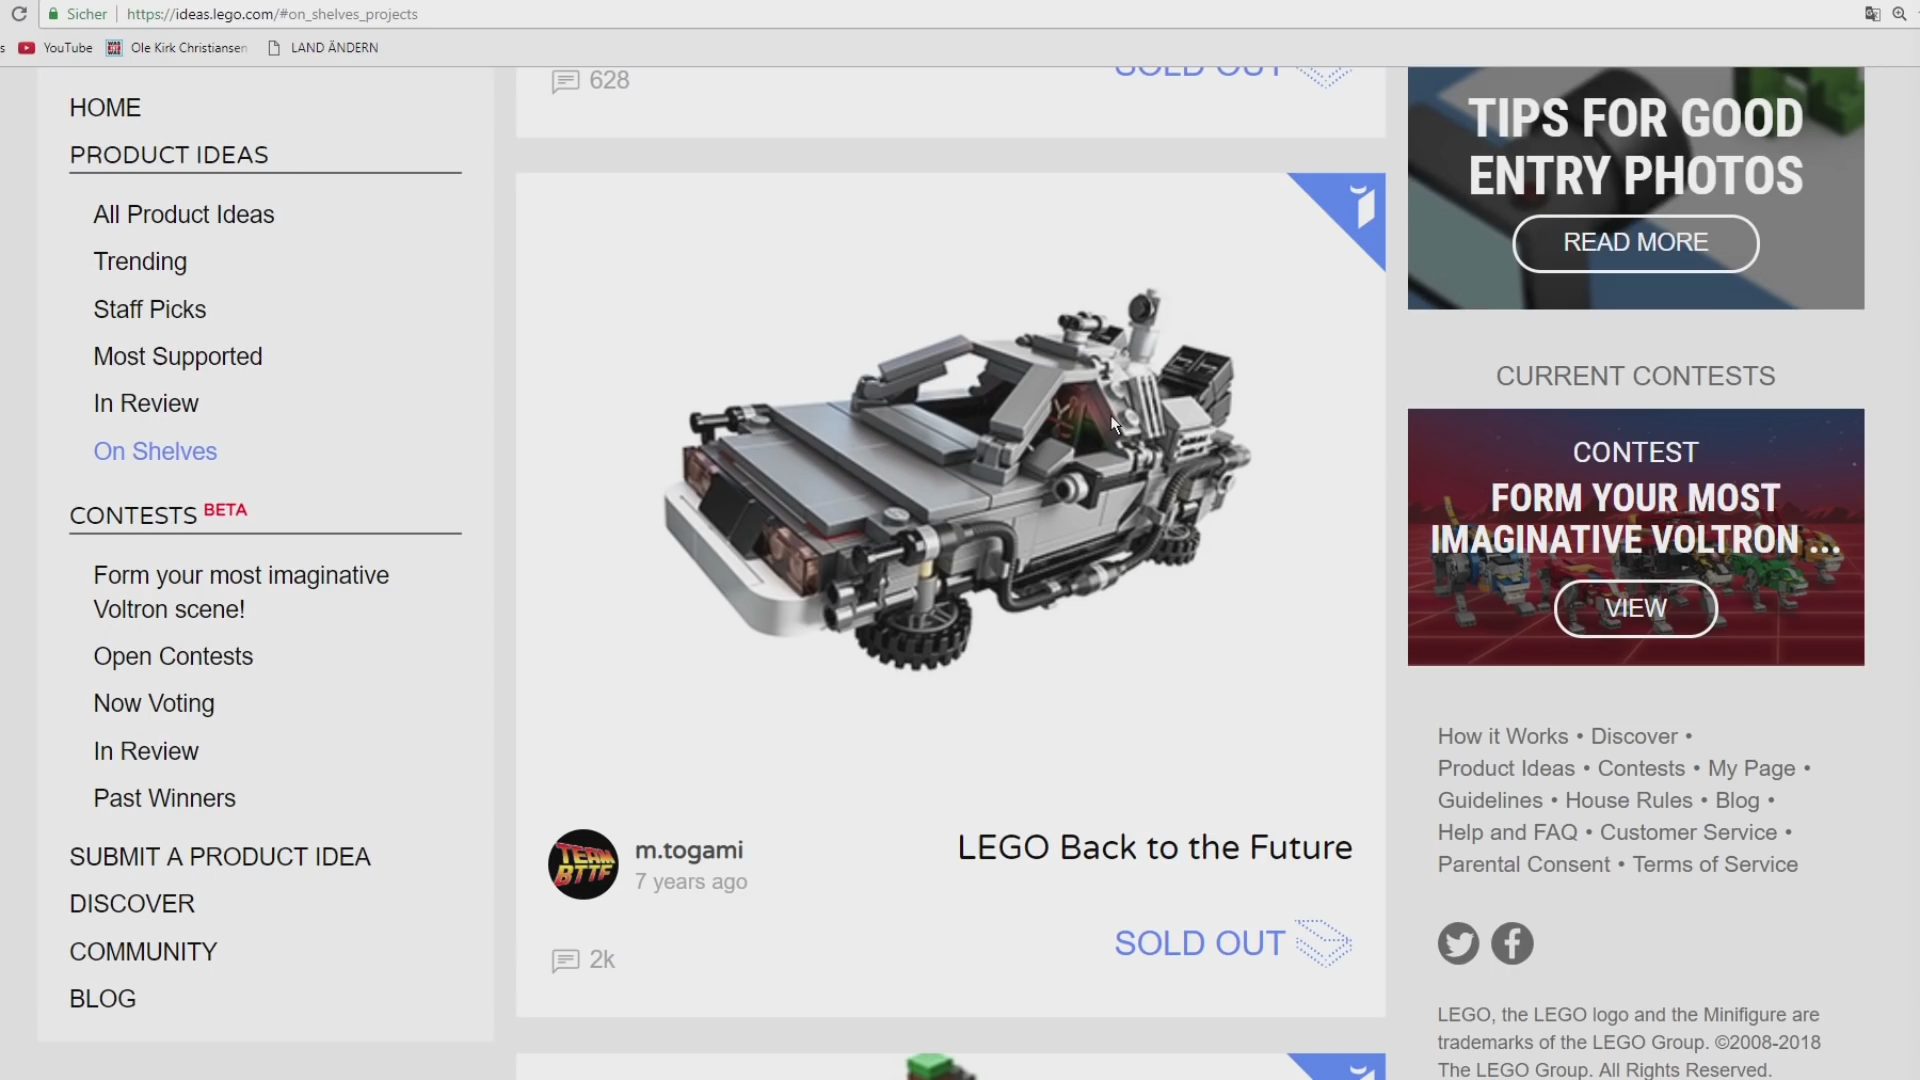 Sicher
https://ideas.lego.com/#on_shelves_projects
s
YouTube
Ole Kirk Christiansen
LAND ÄNDERN
HOME
PRODUCT IDEAS
All Product Ideas
Trending
Staff Picks
Most Supported
In Review
On Shelves
CONTESTS BETA
Form your most imaginative
Voltron scene!
Open Contests
Now Voting
In Review
Past Winners
SUBMIT A PRODUCT IDEA
DISCOVER
COMMUNITY
BLOG
628
SOLD OUT
TEAM
BTTF
m.togami
7 years ago
LEGO Back to the Future
2k
SOLD OUT
TIPS FOR GOOD
ENTRY PHOTOS
READ MORE
CURRENT CONTESTS
CONTEST
FORM YOUR MOST
IMAGINATIVE VOLTRON ...
VIEW
How it Works • Discover •
Product Ideas • Contests • My Page •
Guidelines • House Rules • Blog •
Help and FAQ • Customer Service •
Parental Consent • Terms of Service
LEGO, the LEGO logo and the Minifigure are
trademarks of the LEGO Group. ©2008-2018
The LEGO Group. All Rights Reserved.